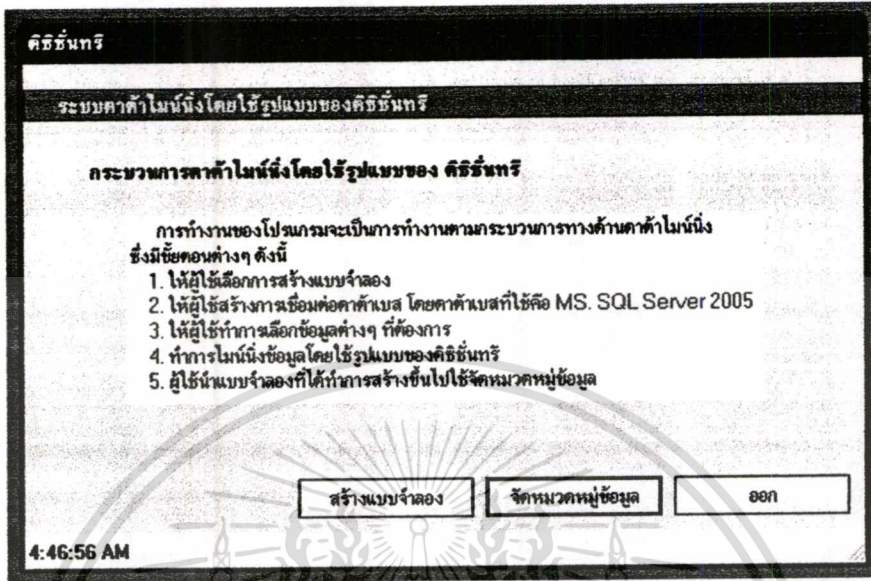 ดิธิชั่นทรี
ระบบดาต้าไมน์นิ่งโดยใช้รูปแบบของดิธิชั่นทรี
กระบวนการดาต้าไมน์นิ่งโดยใช้รูปแบบของ ดิธิชั่นทรี
การทำงานของโปรแกรมจะเป็นการทำงานตามกระบวนการทางด้านดาต้าไมน์นิ่ง
ซึ่งมีขั้ยตอนต่างๆ ดังนี้
1. ให้ผู้ใช้เลือกการสร้างแบบจำลอง
2. ให้ผู้ใช้สร้างการเชื่อมต่อดาต้าเบส โดยดาต้าเบสที่ใช้คือ MS. SQL Server 2005
3. ให้ผู้ใช้ทำการเลือกข้อมูลต่างๆ ที่ต้องการ
4. ทำการไมน์นิ่งข้อมูลโดยใช้รูปแบบของดิธิชั่นทรี
5. ผู้ใช้นำแบบจำลองที่ได้ทำการสร้างขึ้นไปใช้จัดหมวดหมู่ข้อมูล
สร้างแบบจำลอง จัดหมวดหมู่ข้อมูล ออก
4:46:56 AM